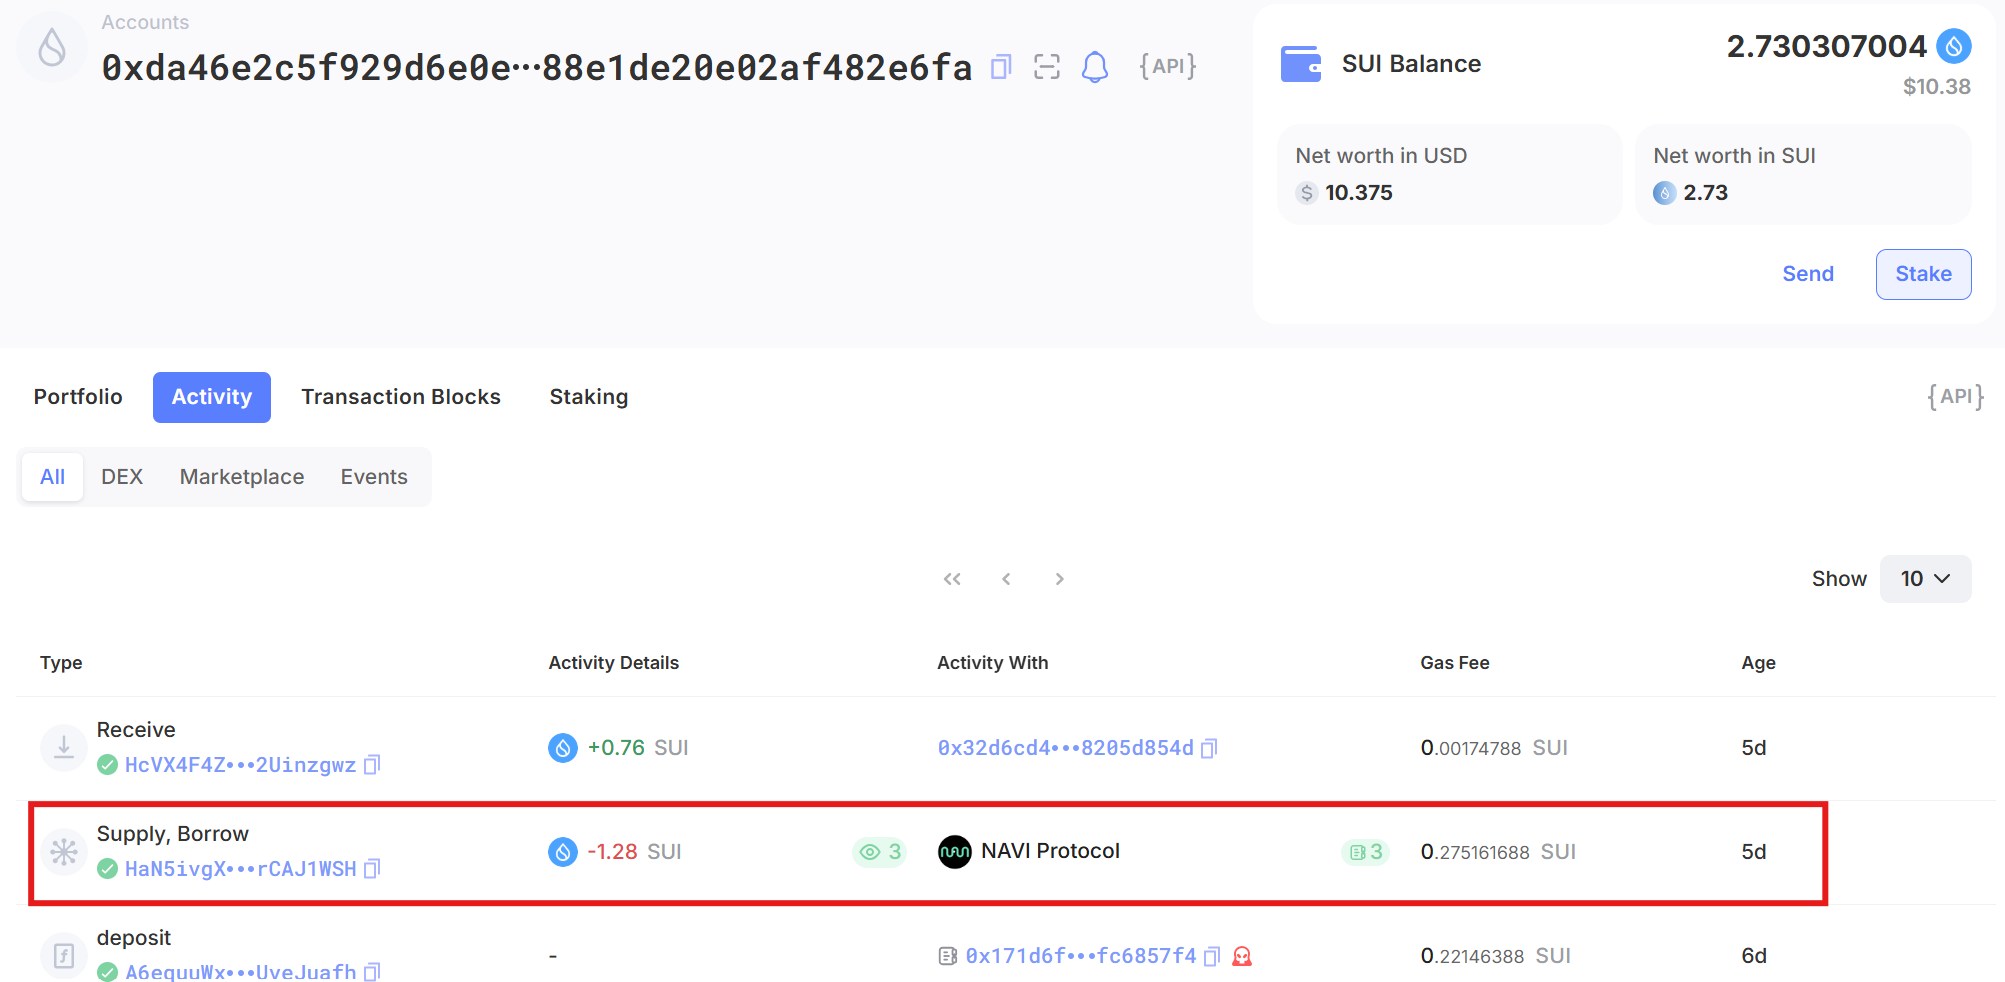 Accounts
0xda46e2c5f929d6e0e···88e1de20e02af482e6fa {API}
SUI Balance
2.730307004
$10.38
Net worth in USD
$ 10.375
Net worth in SUI
2.73
Send Stake
Portfolio Activity Transaction Blocks Staking {API}
All DEX Marketplace Events
Show 10
Type Activity Details Activity With Gas Fee Age
Receive
HcVX4F4Z•••2Uinzgwz +0.76 SUI 0x32d6cd4•••8205d854d 0.00174788 SUI 5d
Supply, Borrow
HaN5ivgX•••rCAJ1WSH -1.28 SUI 3 NAVI Protocol 3 0.275161688 SUI 5d
deposit
A6equuWx•••UveJuafh - 0x171d6f•••fc6857f4 0.22146388 SUI 6d